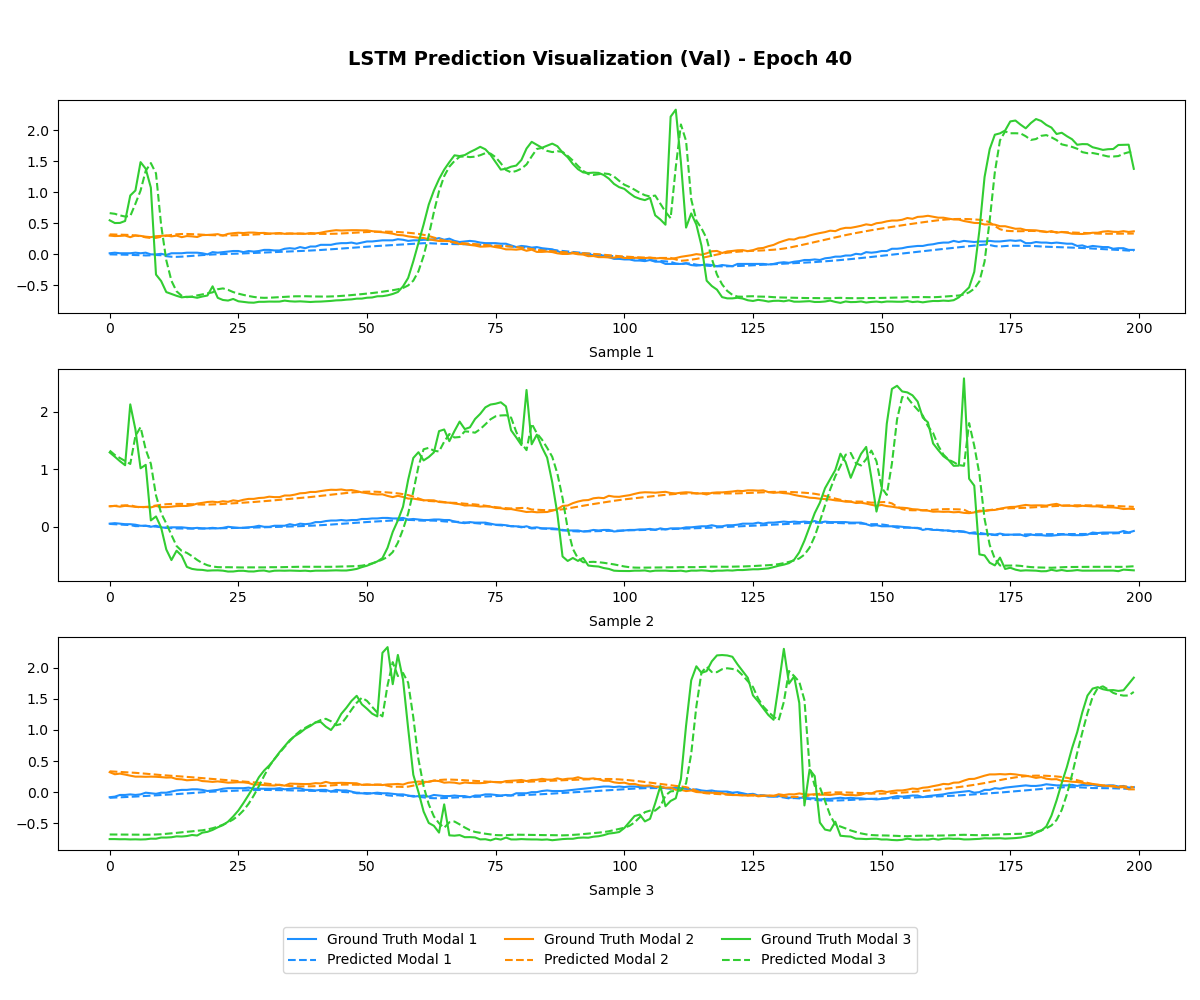 LSTM Prediction Visualization (Val) - Epoch 40
2.0
1.5
1.0
0.5
0.0
−0.5
0 25 50 75 100 125 150 175 200
Sample 1
2
1
0
0 25 50 75 100 125 150 175 200
Sample 2
2.0
1.5
1.0
0.5
0.0
−0.5
0 25 50 75 100 125 150 175 200
Sample 3
Ground Truth Modal 1 Ground Truth Modal 2 Ground Truth Modal 3
Predicted Modal 1 Predicted Modal 2 Predicted Modal 3